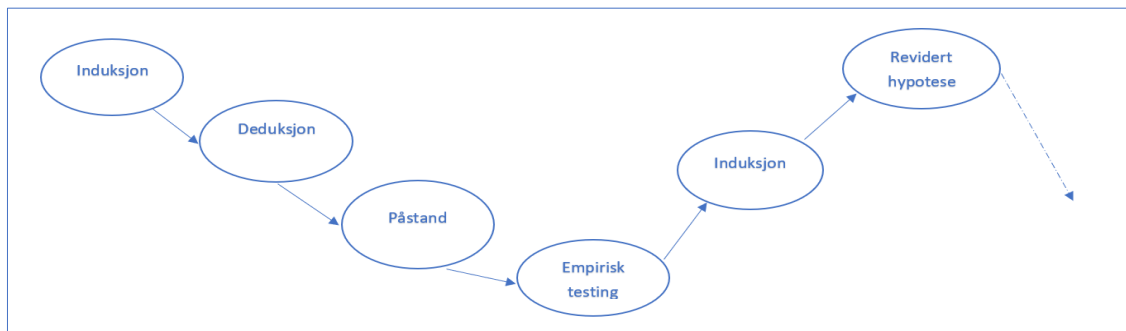 Induksjon
Deduksjon
Påstand
Empirisk
testing
Induksjon
Revidert
hypotese